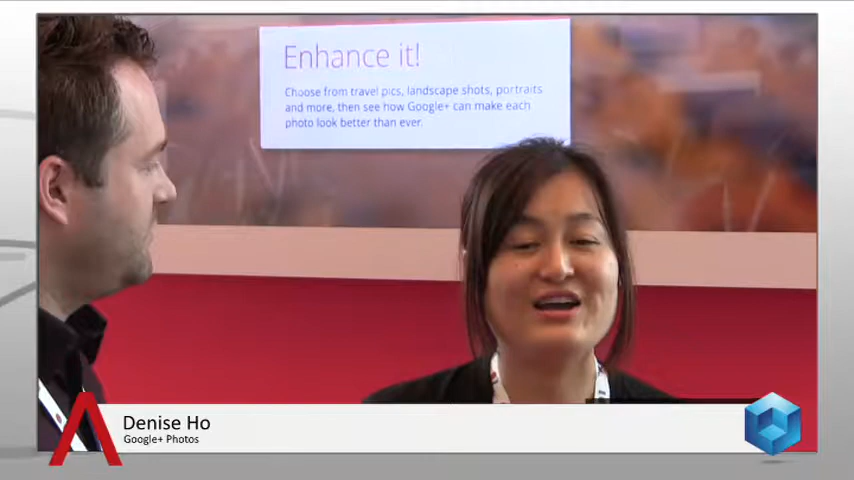 Enhance it!
Choose from travel pics, landscape shots, portraits
and more, then see how Google+ can make each
photo look better than ever.
Denise Ho
Google+ Photos